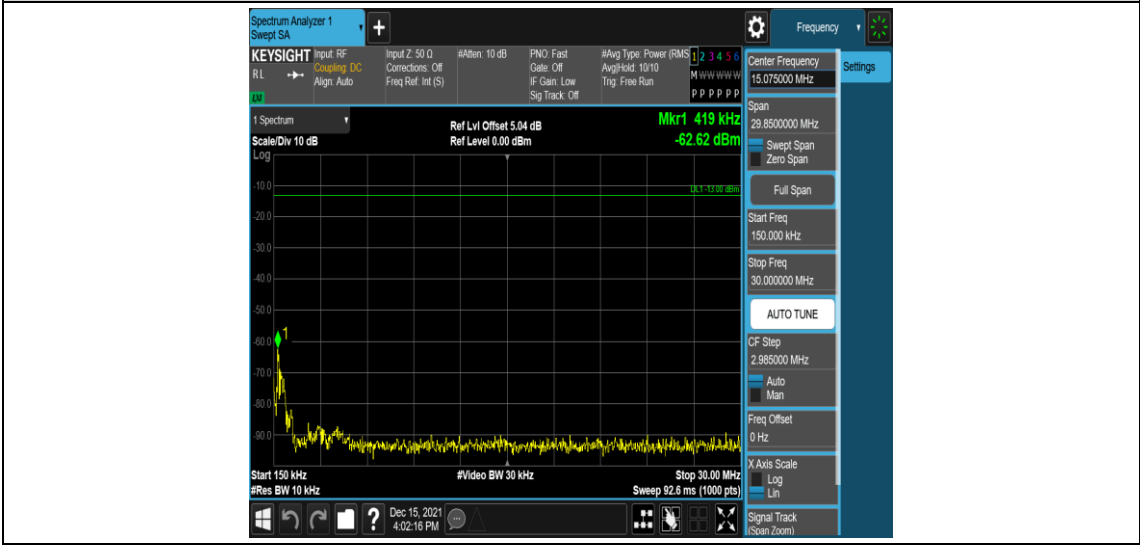 Spectrum Analyzer 1
Swept SA
+
Frequency
KEYSIGHT
RL
LM
Input: RF
Coupling: DC
Align: Auto
Input Z: 50 Ω
Corrections: Off
Freq Ref: Int (S)
#Atten: 10 dB
PNO: Fast
Gate: Off
IF Gain: Low
Sig Track: Off
#Avg Type: Power (RMS
Avg|Hold: 10/10
Trig: Free Run
1 2 3 4 5 6
M W W W W W
P P P P P P
1 Spectrum
Scale/Div 10 dB
Log
Ref Lvl Offset 5.04 dB
Ref Level 0.00 dBm
Mkr1 419 kHz
-62.62 dBm
DL1 -13.00 dBm
-10.0
-20.0
-30.0
-40.0
-50.0
-60.0
-70.0
-80.0
-90.0
1
Start 150 kHz
#Res BW 10 kHz
#Video BW 30 kHz
Stop 30.00 MHz
Sweep 92.6 ms (1000 pts)
?
Dec 15, 2021
4:02:16 PM
Center Frequency
15.075000 MHz
Settings
Span
29.8500000 MHz
Swept Span
Zero Span
Full Span
Start Freq
150.000 kHz
Stop Freq
30.000000 MHz
AUTO TUNE
CF Step
2.985000 MHz
Auto
Man
Freq Offset
0 Hz
X Axis Scale
Log
Lin
Signal Track
(Span Zoom)